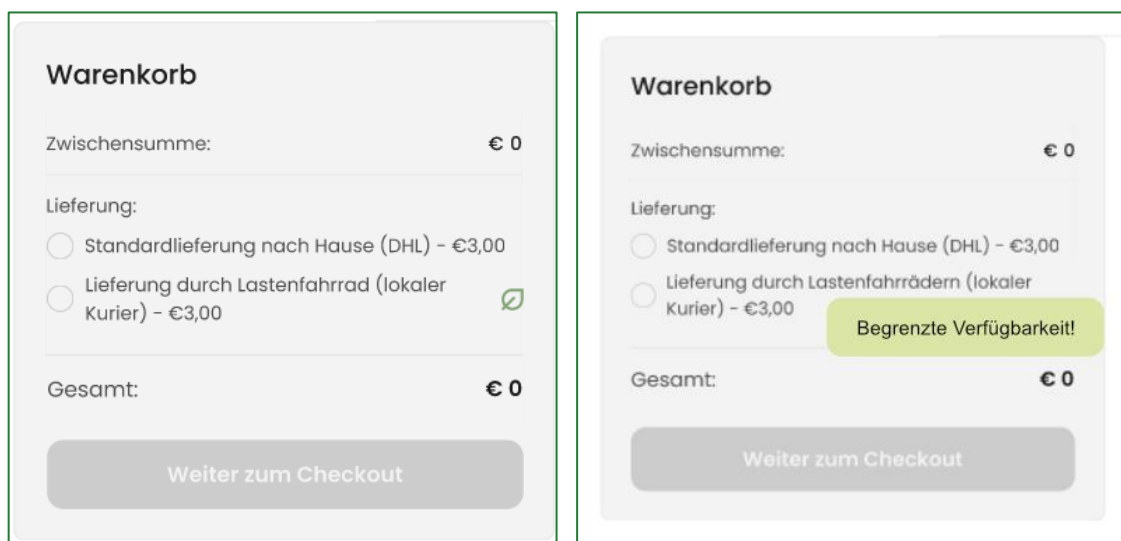 Warenkorb
Zwischensumme: € 0
Lieferung:
Standardlieferung nach Hause (DHL) - €3,00
Lieferung durch Lastenfahrrad (lokaler
Kurier) - €3,00
Gesamt: € 0
Weiter zum Checkout
Warenkorb
Zwischensumme: € 0
Lieferung:
Standardlieferung nach Hause (DHL) - €3,00
Lieferung durch Lastenfahrrädern (lokaler
Kurier) - €3,00
Begrenzte Verfügbarkeit!
Gesamt: € 0
Weiter zum Checkout